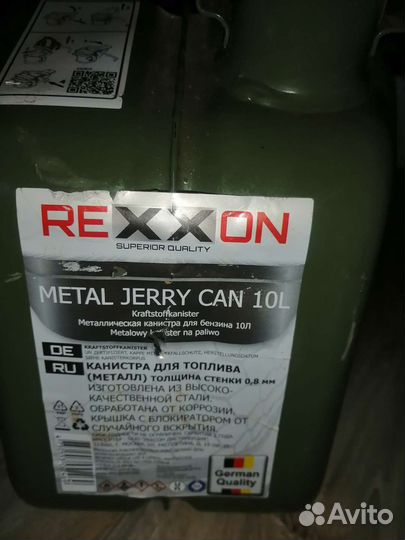 REXXON
SUPERIOR QUALITY
METAL JERRY CAN 10L
Kraftstoffkanister
Металлическая канистра для бензина 10Л
Metalowy kanister na paliwo
DE
KRAFTSTOFFKANISTER
RU
КАНИСТРА ДЛЯ ТОПЛИВА
(МЕТАЛЛ) ТОЛЩИНА СТЕНКИ 0,8 мм
ИЗГОТОВЛЕНА ИЗ ВЫСОКО-
КАЧЕСТВЕННОЙ СТАЛИ.
ОБРАБОТАНА ОТ КОРРОЗИИ.
КРЫШКА С БЛОКИРАТОРОМ ОТ
СЛУЧАЙНОГО ВСКРЫТИЯ.
German
Quality
Avito